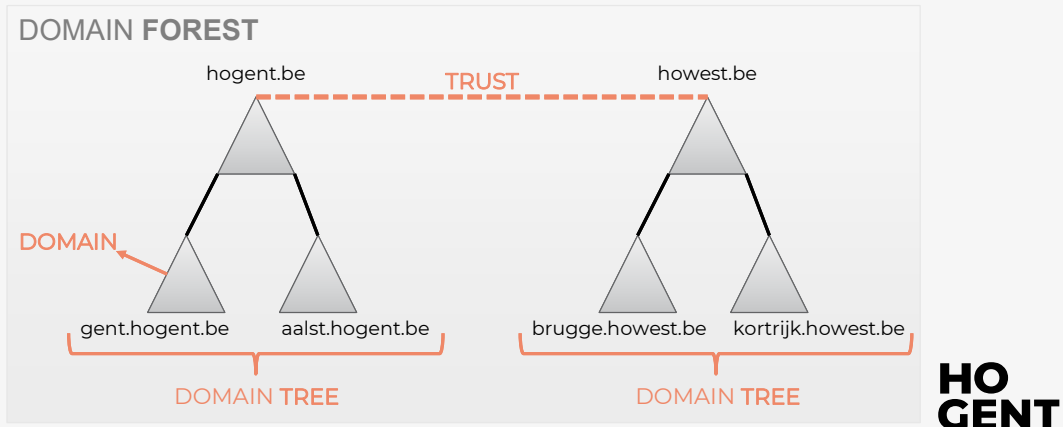 DOMAIN FOREST
hogent.be
howest.be
TRUST
DOMAIN
gent.hogent.be
aalst.hogent.be
brugge.howest.be
kortrijk.howest.be
DOMAIN TREE
DOMAIN TREE
HO
GENT